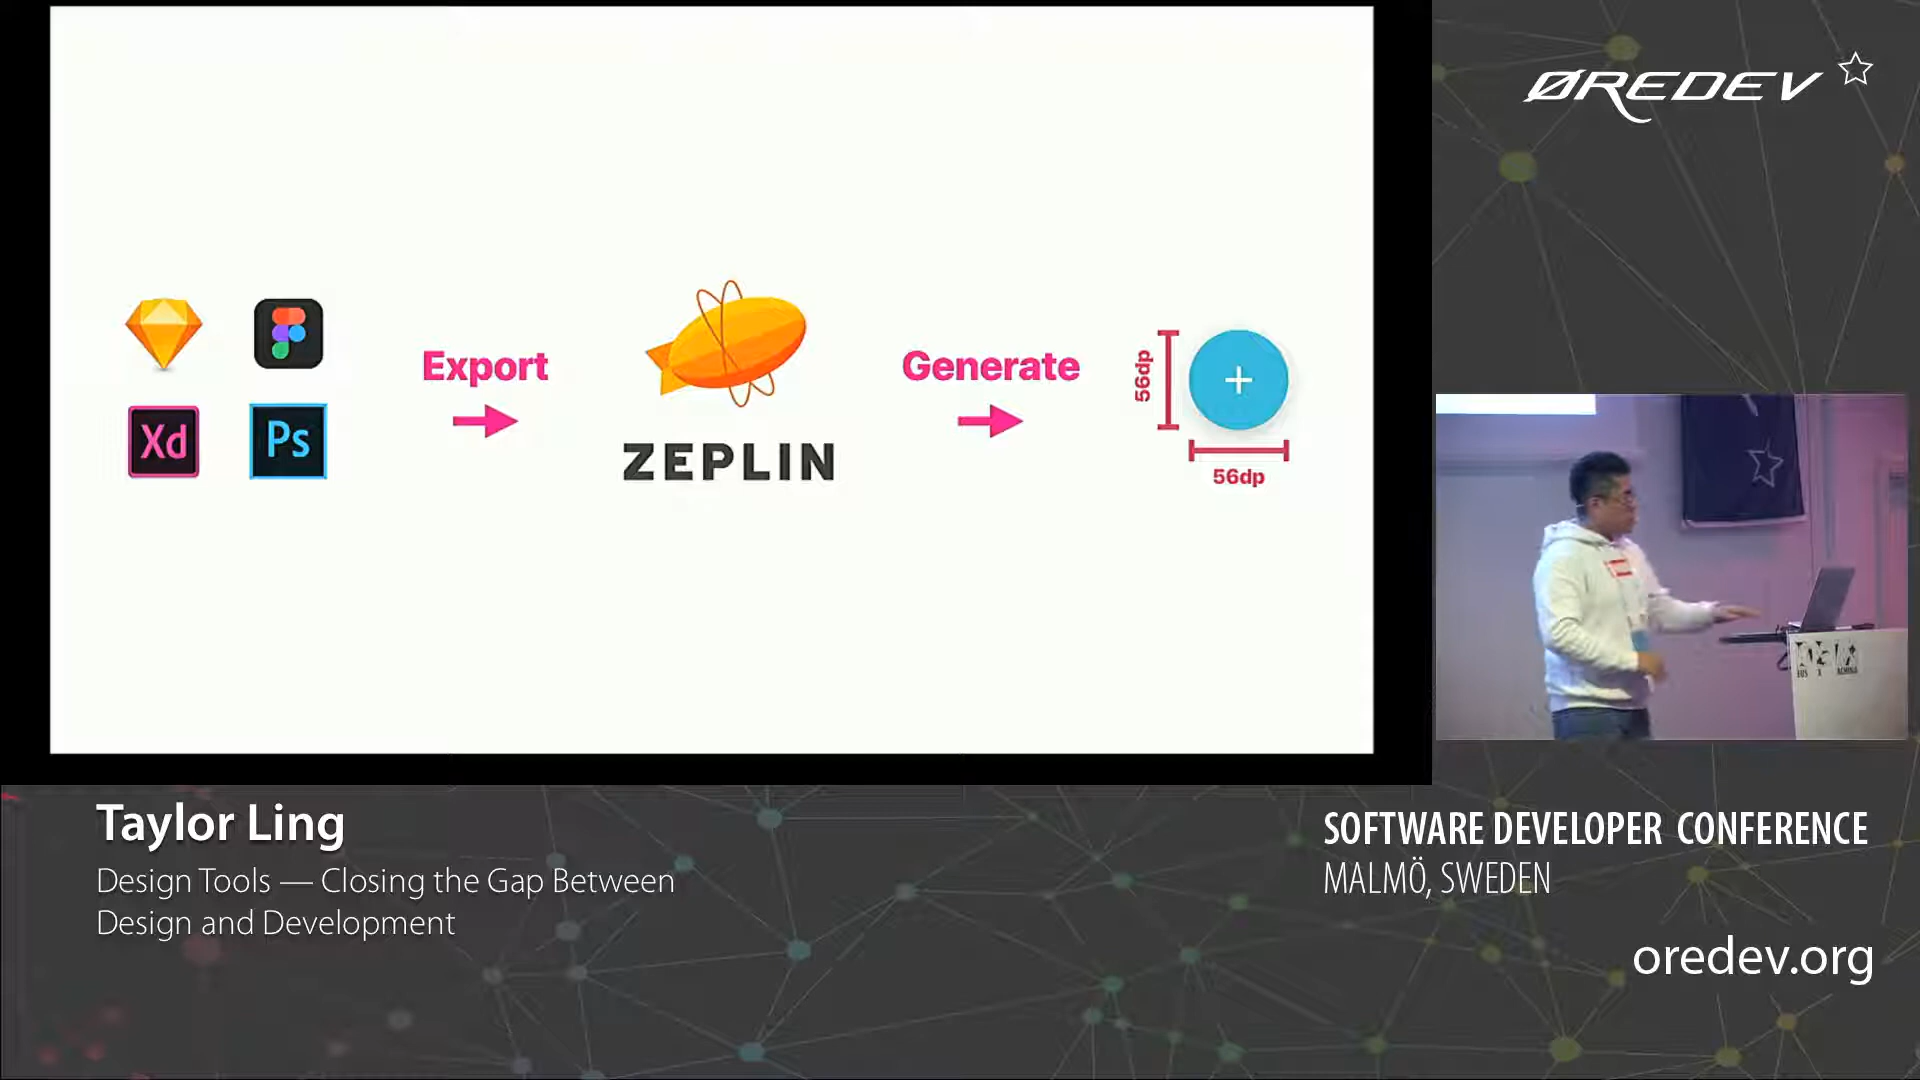 ØREDEV
Export
Generate
56dp
Xd
Ps
ZEPLIN
56dp
Taylor Ling
Design Tools — Closing the Gap Between
Design and Development
SOFTWARE DEVELOPER CONFERENCE
MALMÖ, SWEDEN
oredev.org